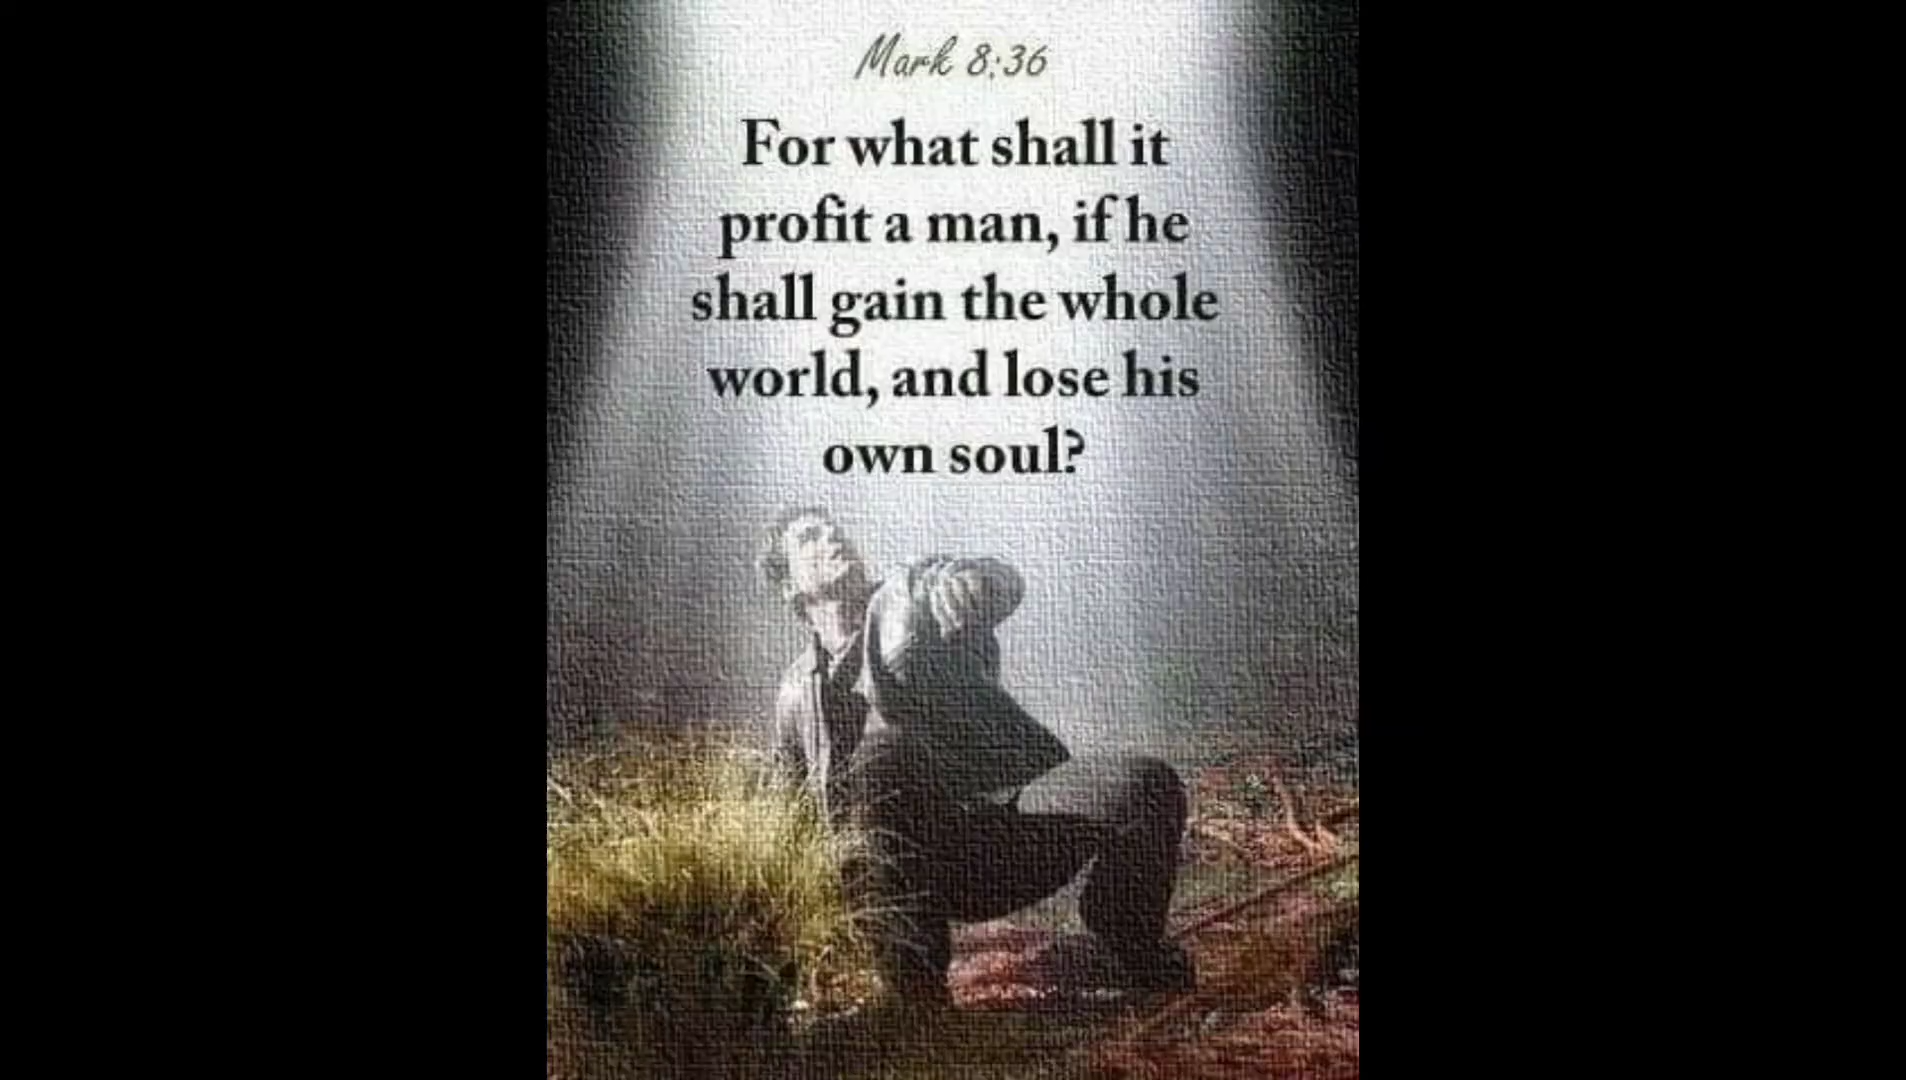 Mark 8:36
For what shall it
profit a man, if he
shall gain the whole
world, and lose his
own soul?